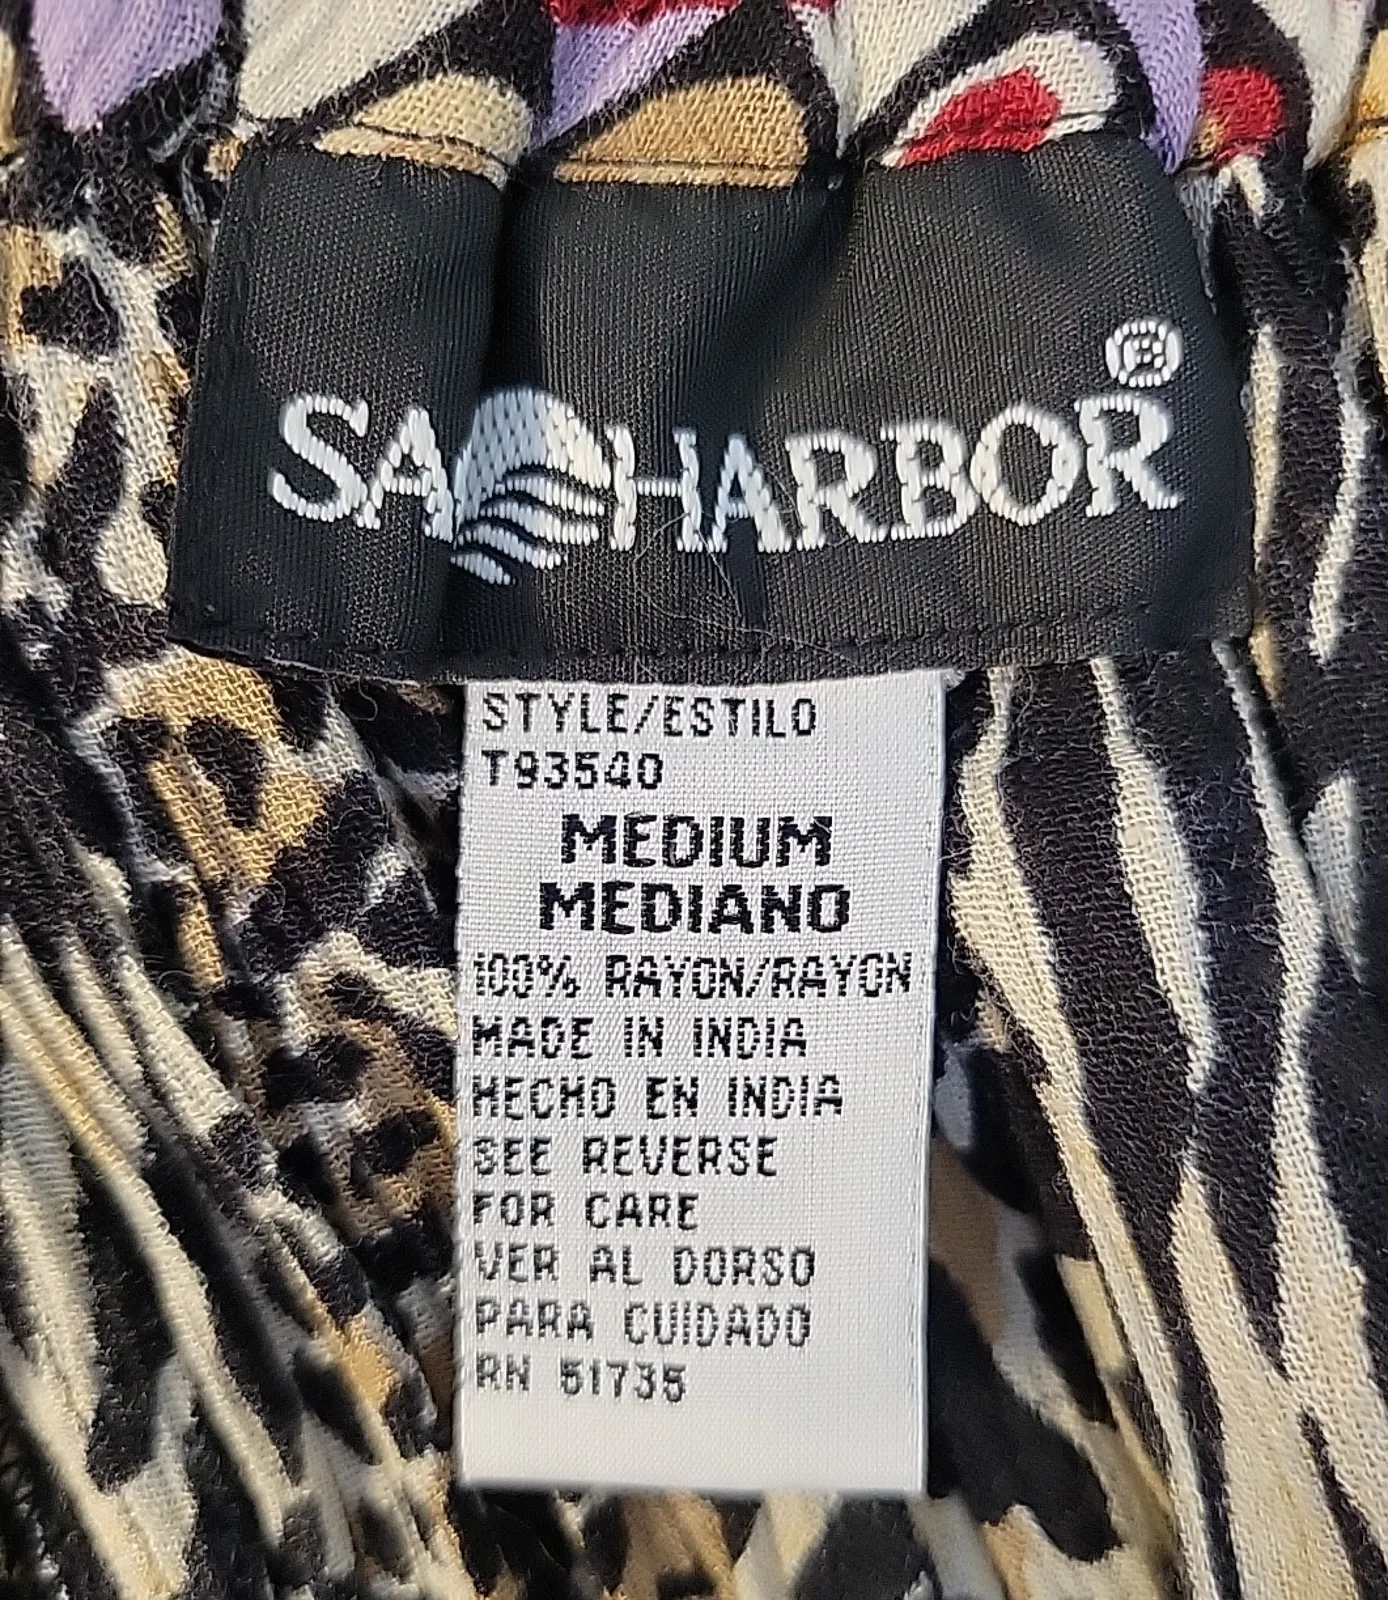 SAG HARBOR®
STYLE/ESTILO
T93540
MEDIUM
MEDIANO
100% RAYON/RAYON
MADE IN INDIA
HECHO EN INDIA
SEE REVERSE
FOR CARE
VER AL DORSO
PARA CUIDADO
RN 51735